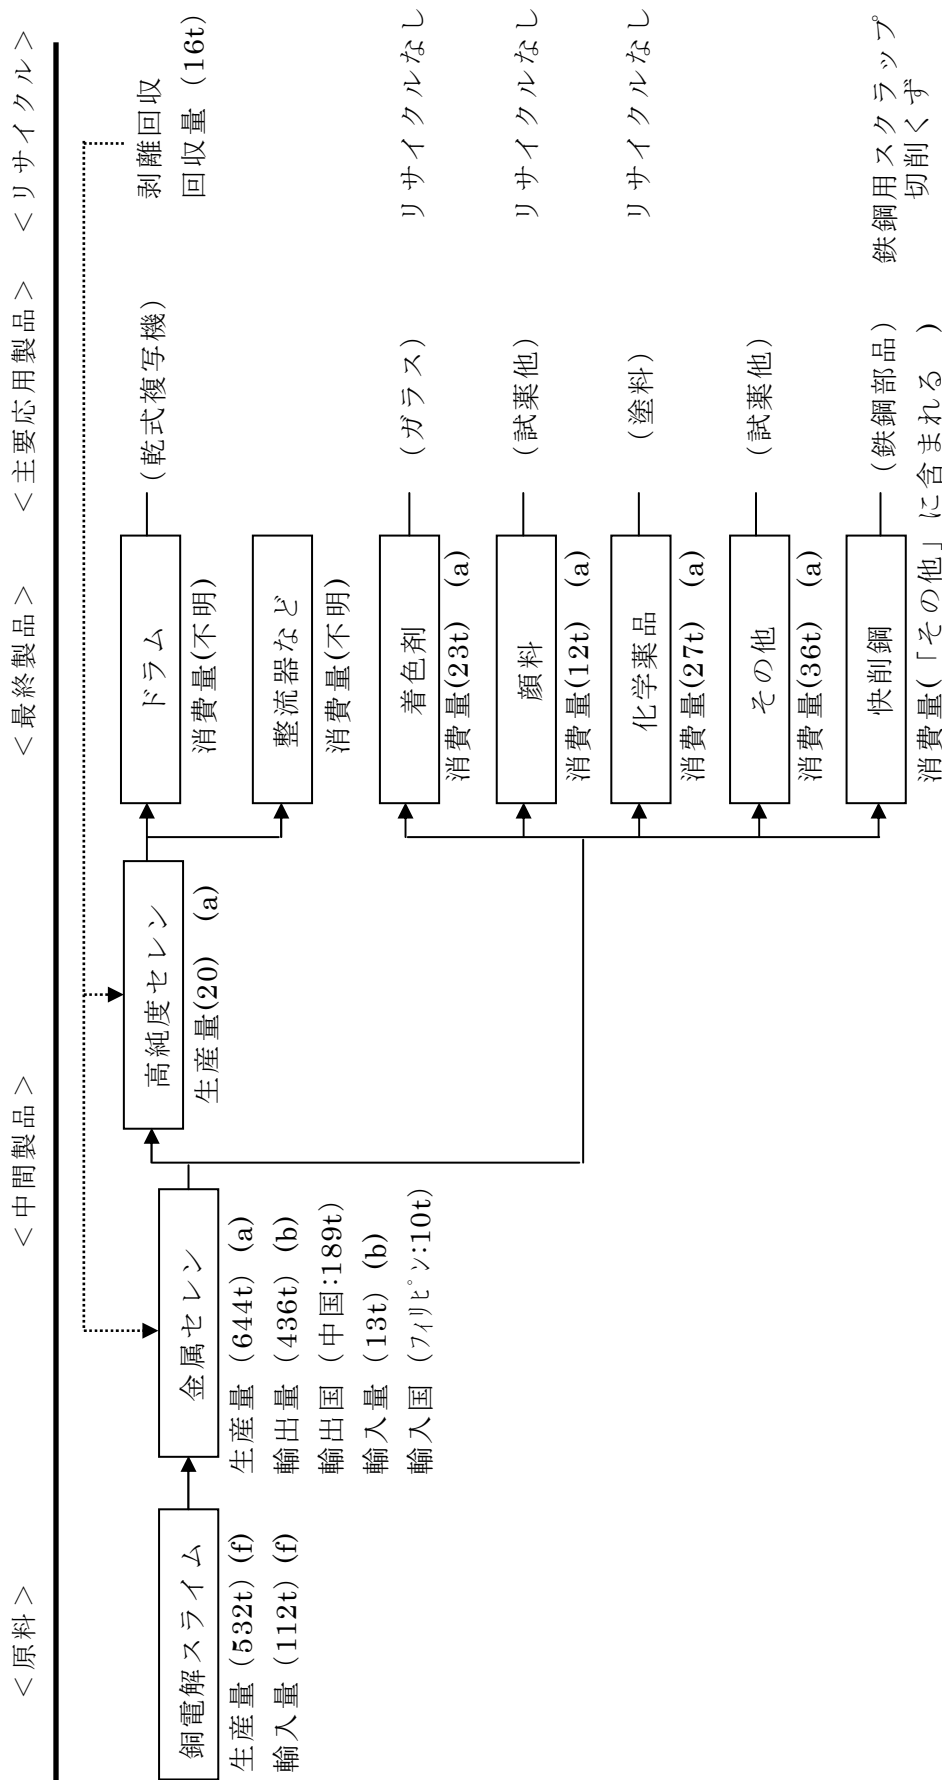 ＜原料＞　＜中間製品＞　＜最終製品＞　＜主要応用製品＞　＜リサイクル＞
銅電解スライム
生産量 (532t) (f)
輸入量 (112t) (f)
金属セレン
生産量 (644t) (a)
輸出量 (436t) (b)
輸出国 (中国:189t)
輸入量 (13t) (b)
輸入国 (ﾌｨﾘﾋﾟﾝ:10t)
高純度セレン
生産量(20) (a)
ドラム
消費量(不明)
(乾式複写機)
剥離回収
回収量 (16t)
整流器など
消費量(不明)
着色剤
消費量(23t) (a)
(ガラス)
リサイクルなし
顔料
消費量(12t) (a)
(試薬他)
リサイクルなし
化学薬品
消費量(27t) (a)
(塗料)
リサイクルなし
その他
消費量(36t) (a)
(試薬他)
快削鋼
消費量(「その他」に含まれる )
(鉄鋼部品)
鉄鋼用スクラップ
切削くず